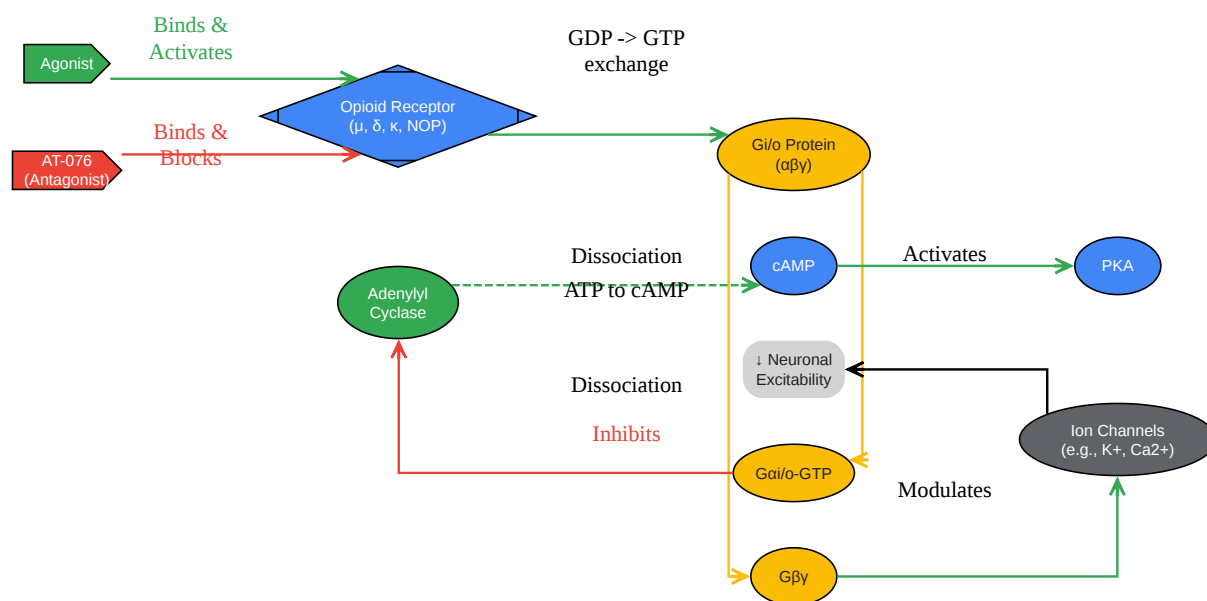 Binds &
Activates
GDP -> GTP
exchange
Agonist
Opioid Receptor
(μ, δ, κ, NOP)
Binds &
Blocks
AT-076
(Antagonist)
Gi/o Protein
(αβγ)
Dissociation
ATP to cAMP
cAMP
Activates
PKA
Adenylyl
Cyclase
↓ Neuronal
Excitability
Dissociation
Inhibits
Ion Channels
(e.g., K+, Ca2+)
Gαi/o-GTP
Modulates
Gβγ